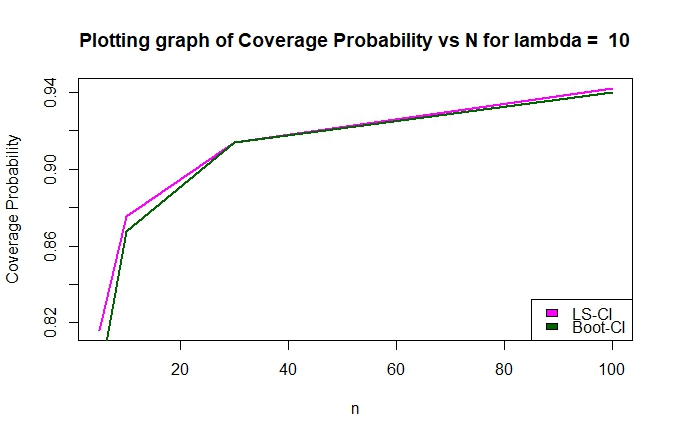 Plotting graph of Coverage Probability vs N for lambda =  10
Coverage Probability
0.94
0.90
0.86
0.82
20 40 60 80 100
n
LS-CI
Boot-CI